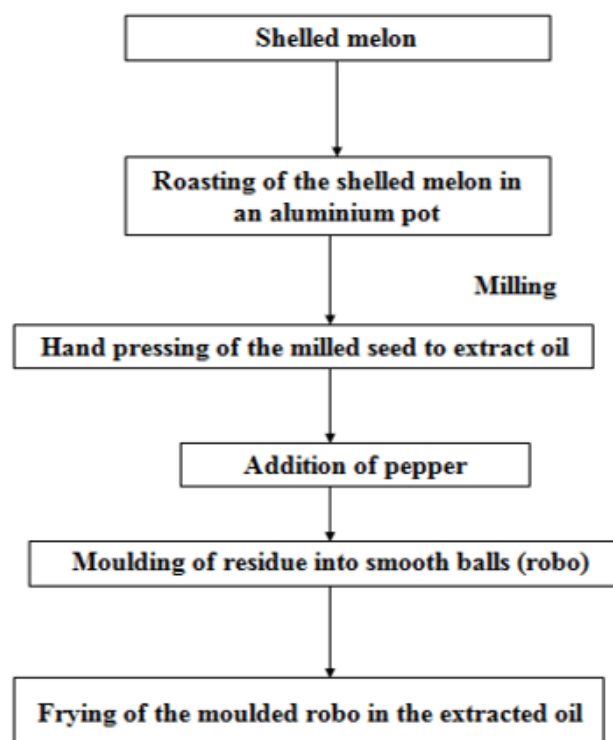 Shelled melon
Roasting of the shelled melon in
an aluminium pot
Milling
Hand pressing of the milled seed to extract oil
Addition of pepper
Moulding of residue into smooth balls (robo)
Frying of the moulded robo in the extracted oil